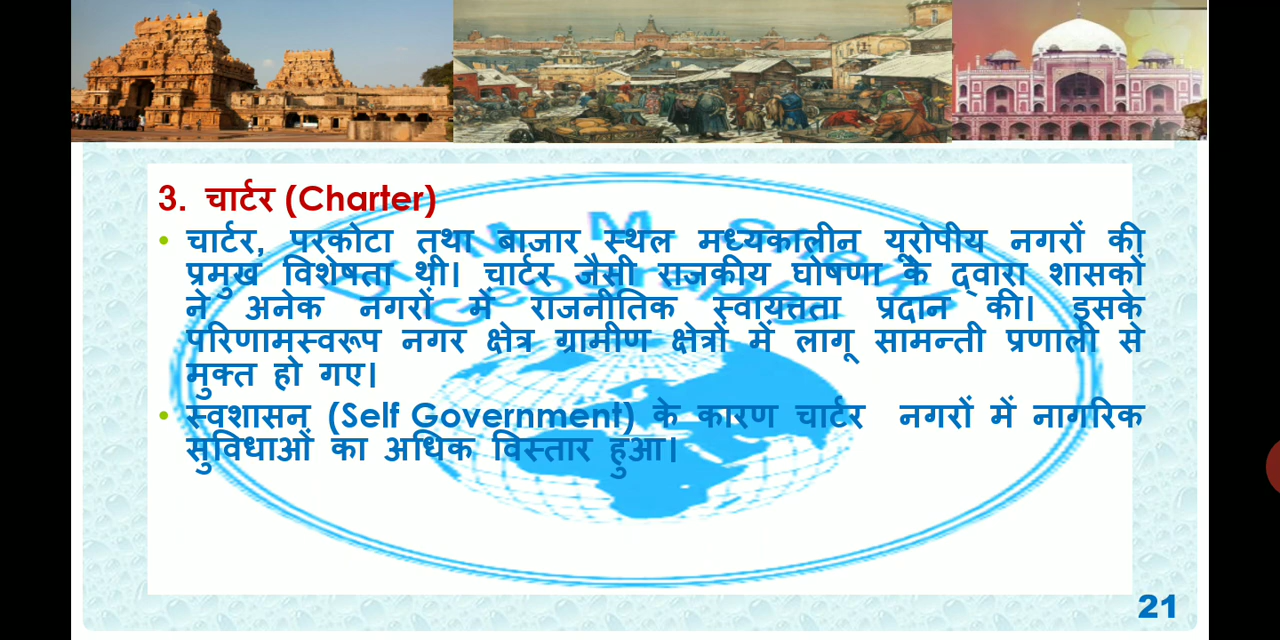 3. चार्टर (Charter)
• चार्टर, परकोटा तथा बाजार स्थल मध्यकालीन यूरोपीय नगरों की
प्रमुख विशेषता थी। चार्टर जैसी राजकीय घोषणा के द्वारा शासकों
ने अनेक नगरों में राजनीतिक स्वायत्तता प्रदान की। इसके
परिणामस्वरूप नगर क्षेत्र ग्रामीण क्षेत्रों में लागू सामन्ती प्रणाली से
मुक्त हो गए।
• स्वशासन (Self Government) के कारण चार्टर नगरों में नागरिक
सुविधाओं का अधिक विस्तार हुआ।
21